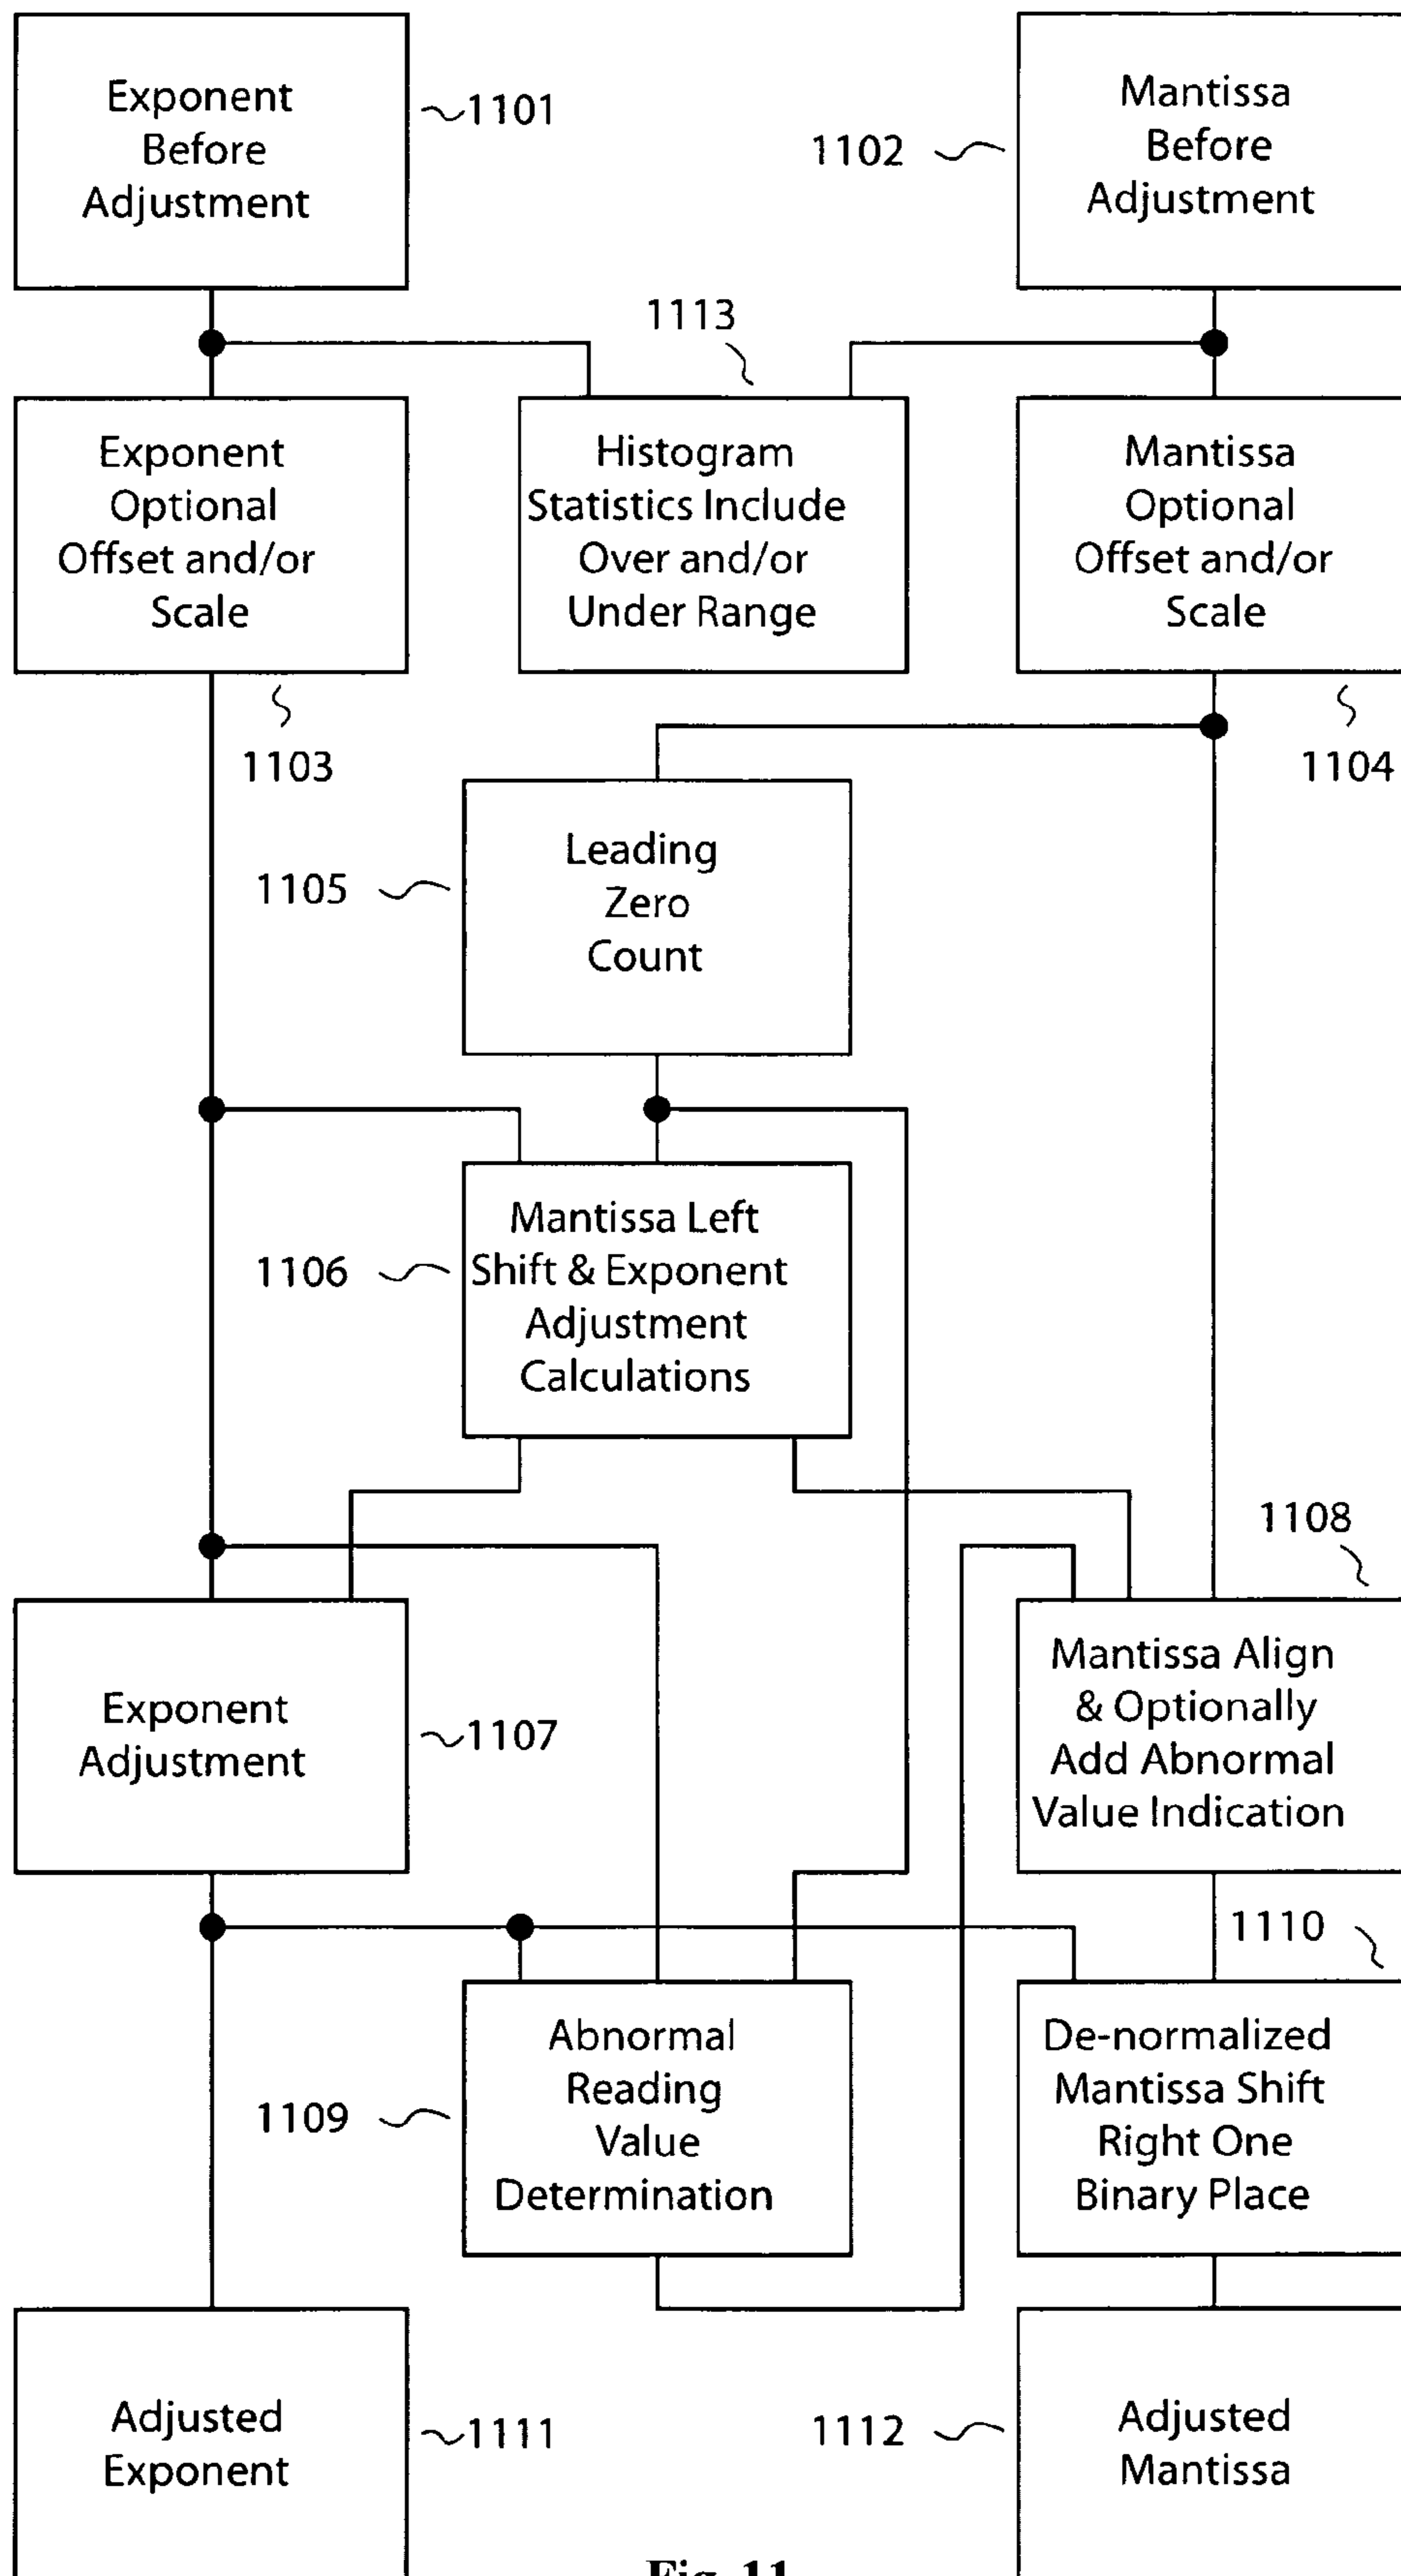 Exponent
Before
Adjustment
1101
1102
Mantissa
Before
Adjustment
1113
Exponent
Optional
Offset and/or
Scale
Histogram
Statistics Include
Over and/or
Under Range
Mantissa
Optional
Offset and/or
Scale
1103
1104
1105
Leading
Zero
Count
1106
Mantissa Left
Shift & Exponent
Adjustment
Calculations
1108
Exponent
Adjustment
1107
Mantissa Align
& Optionally
Add Abnormal
Value Indication
1110
1109
Abnormal
Reading
Value
Determination
De-normalized
Mantissa Shift
Right One
Binary Place
Adjusted
Exponent
1111
1112
Adjusted
Mantissa
Fig. 11